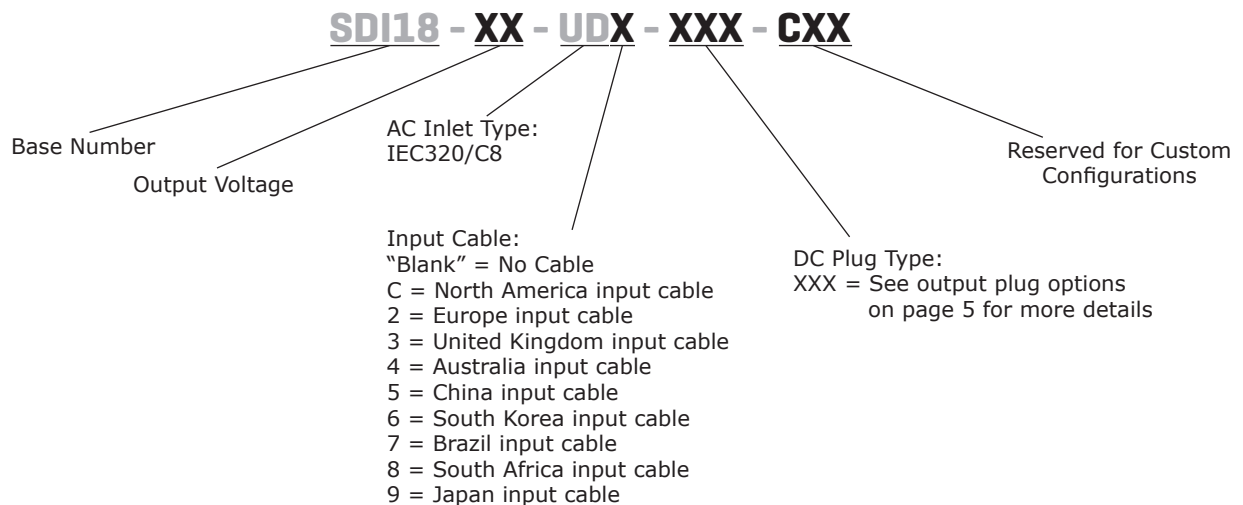 SDI18 - XX - UDX - XXX - CXX
Base Number
Output Voltage
AC Inlet Type:
IEC320/C8
Input Cable:
“Blank” = No Cable
C = North America input cable
2 = Europe input cable
3 = United Kingdom input cable
4 = Australia input cable
5 = China input cable
6 = South Korea input cable
7 = Brazil input cable
8 = South Africa input cable
9 = Japan input cable
DC Plug Type:
XXX = See output plug options
on page 5 for more details
Reserved for Custom
Configurations